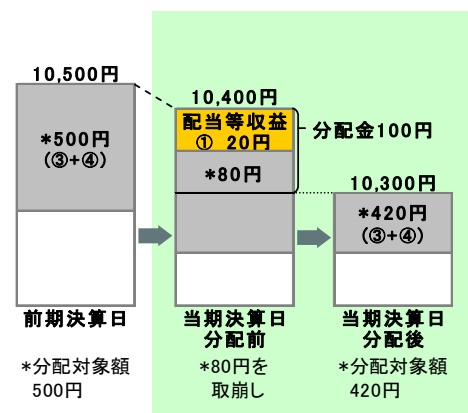 10,500円
*500円
(③+④)
前期決算日
*分配対象額
500円
10,400円
配当等収益
① 20円
*80円
分配金100円
当期決算日
分配前
*80円を
取崩し
10,300円
*420円
(③+④)
当期決算日
分配後
*分配対象額
420円